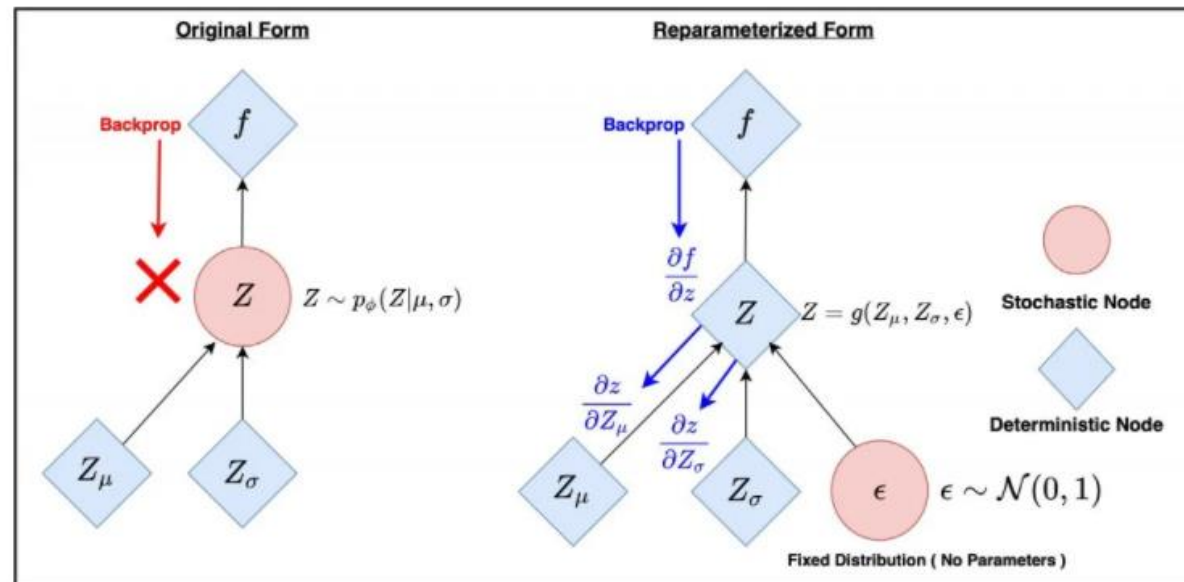 Original Form
Backprop
f
Z
Z ∼ p_ϕ(Z|μ, σ)
Z_μ
Z_σ
Reparameterized Form
Backprop
f
∂f
∂z
Z
Z = g(Z_μ, Z_σ, ϵ)
∂z
∂Z_μ
∂z
∂Z_σ
Z_μ
Z_σ
ϵ
ϵ ∼ 𝒩(0, 1)
Fixed Distribution ( No Parameters )
Stochastic Node
Deterministic Node